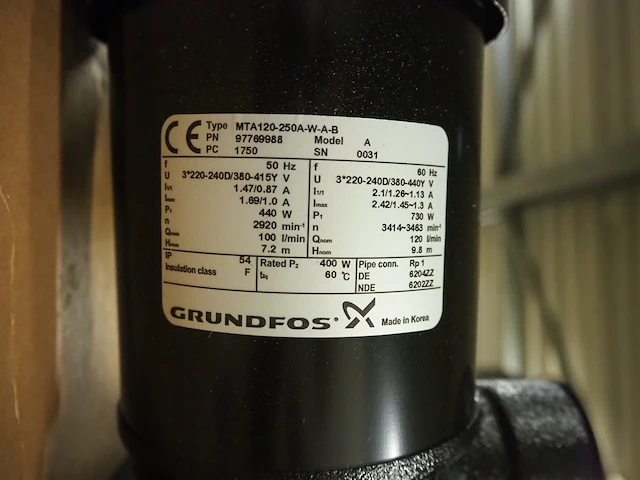 CE Type MTA120-250A-W-A-B
PN 97769988 Model A
PC 1750 SN 0031
f 50 Hz
U 3*220-240D/380-415Y V
I1/1 1.47/0.87 A
Imax 1.69/1.0 A
P1 440 W
n 2920 min-1
Qnom 100 l/min
Hnom 7.2 m
f 60 Hz
U 3*220-240D/380-440Y V
I1/1 2.1/1.26~1.13 A
Imax 2.42/1.45~1.3 A
P1 730 W
n 3414~3463 min-1
Qnom 120 l/min
Hnom 9.8 m
IP 54
Insulation class F
Rated P2 400 W
tliq 60 °C
Pipe conn. Rp 1
DE 6204ZZ
NDE 6202ZZ
GRUNDFOS Made in Korea